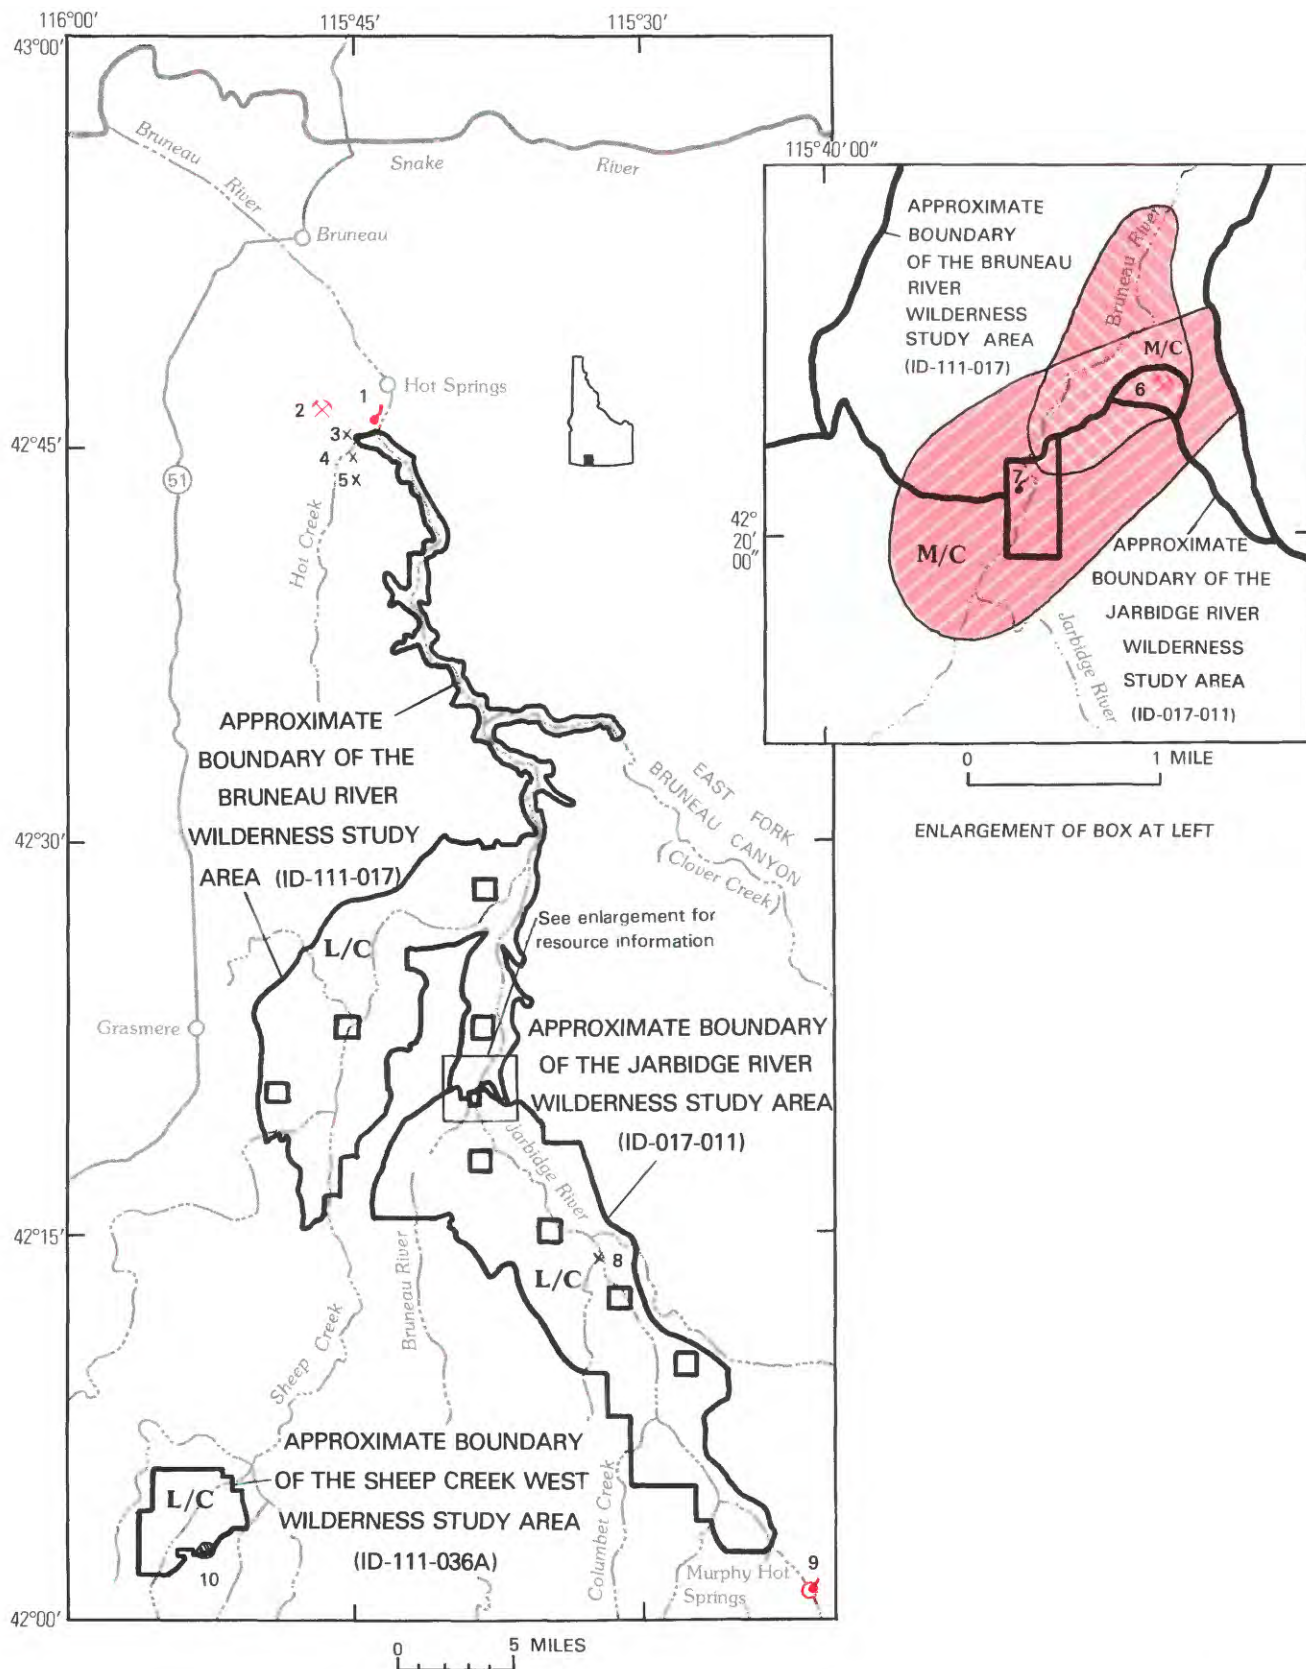 116°00'
115°45'
115°30'
43°00'
Bruneau
River
Snake
River
Bruneau
Hot Springs
1
2
3
4
5
42°45'
51
Hot Creek
APPROXIMATE
BOUNDARY OF THE
BRUNEAU RIVER
WILDERNESS STUDY
AREA (ID-111-017)
EAST FORK
BRUNEAU CANYON
(Clover Creek)
42°30'
See enlargement for
resource information
L/C
Grasmere
APPROXIMATE BOUNDARY
OF THE JARBIDGE RIVER
WILDERNESS STUDY AREA
(ID-017-011)
Jarbidge River
42°15'
8
L/C
Bruneau River
Sheep Creek
APPROXIMATE BOUNDARY
OF THE SHEEP CREEK WEST
WILDERNESS STUDY AREA
(ID-111-036A)
L/C
10
Columbet Creek
Murphy Hot
Springs
9
42°00'
0 5 MILES
115°40'00"
APPROXIMATE
BOUNDARY
OF THE BRUNEAU
RIVER
WILDERNESS
STUDY AREA
(ID-111-017)
Bruneau River
M/C
6
7
42°
20'
00"
M/C
APPROXIMATE
BOUNDARY OF THE
JARBIDGE RIVER
WILDERNESS
STUDY AREA
(ID-017-011)
Jarbidge River
0 1 MILE
ENLARGEMENT OF BOX AT LEFT